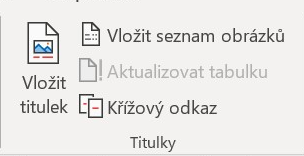 Vložit
titulek
Vložit seznam obrázků
Aktualizovat tabulku
Křížový odkaz
Titulky